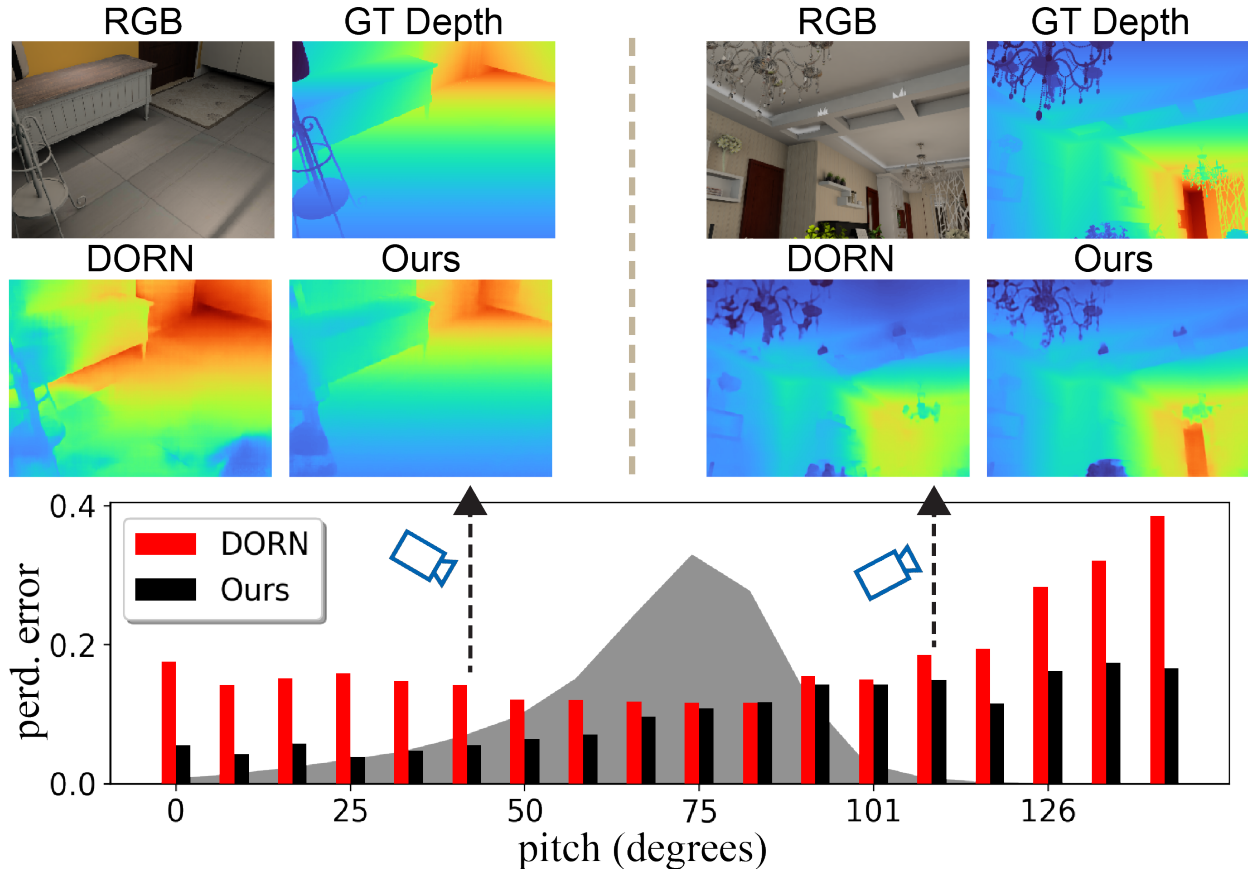 RGB GT Depth RGB GT Depth
DORN Ours DORN Ours
0.4
DORN
Ours
0.2
0.0
perd. error
0 25 50 75 101 126
pitch (degrees)